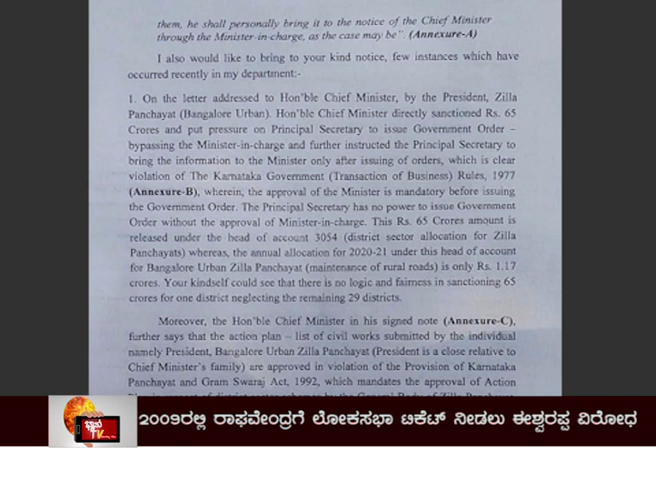 them, he shall personally bring it to the notice of the Chief Minister
through the Minister-in-charge, as the case may be". (Annexure-A)
I also would like to bring to your kind notice, few instances which have
occurred recently in my department:-
1. On the letter addressed to Hon'ble Chief Minister, by the President, Zilla
Panchayat (Bangalore Urban). Hon'ble Chief Minister directly sanctioned Rs. 65
Crores and put pressure on Principal Secretary to issue Government Order –
bypassing the Minister-in-charge and further instructed the Principal Secretary to
bring the information to the Minister only after issuing of orders, which is clear
violation of The Karnataka Government (Transaction of Business) Rules, 1977
(Annexure-B), wherein, the approval of the Minister is mandatory before issuing
the Government Order. The Principal Secretary has no power to issue Government
Order without the approval of Minister-in-charge. This Rs. 65 Crores amount is
released under the head of account 3054 (district sector allocation for Zilla
Panchayats) whereas, the annual allocation for 2020-21 under this head of account
for Bangalore Urban Zilla Panchayat (maintenance of rural roads) is only Rs. 1.17
crores. Your kindself could see that there is no logic and fairness in sanctioning 65
crores for one district neglecting the remaining 29 districts.
Moreover, the Hon'ble Chief Minister in his signed note (Annexure-C),
further says that the action plan – list of civil works submitted by the individual
namely President, Bangalore Urban Zilla Panchayat (President is a close relative to
Chief Minister's family) are approved in violation of the Provision of Karnataka
Panchayat and Gram Swaraj Act, 1992, which mandates the approval of Action
TV
೨೦೦೯ರಲ್ಲಿ ರಾಘವೇಂದ್ರಗೆ ಲೋಕಸಭಾ ಟಿಕೆಟ್ ನೀಡಲು ಈಶ್ವರಪ್ಪ ವಿರೋಧ